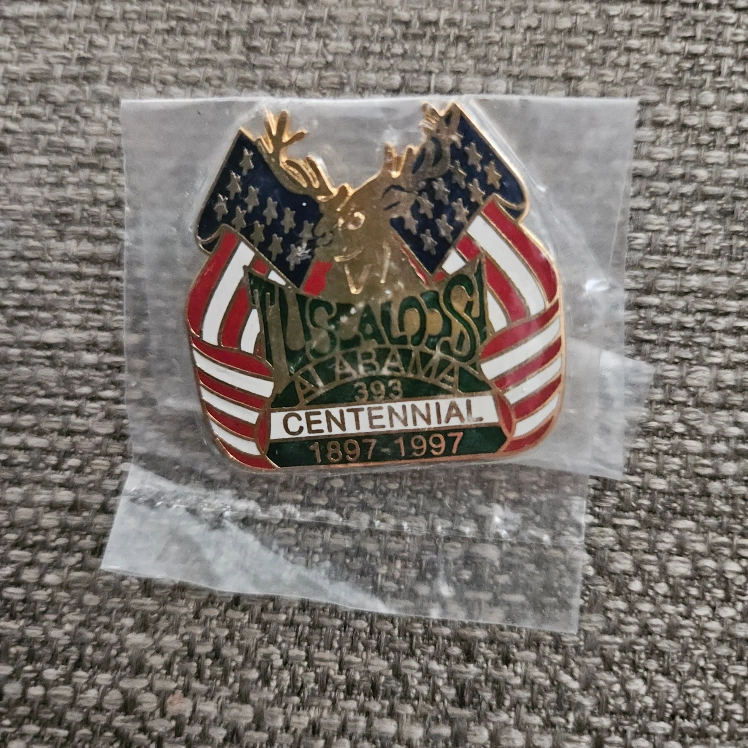 TUSCALOOSA
ALABAMA
393
CENTENNIAL
1897-1997